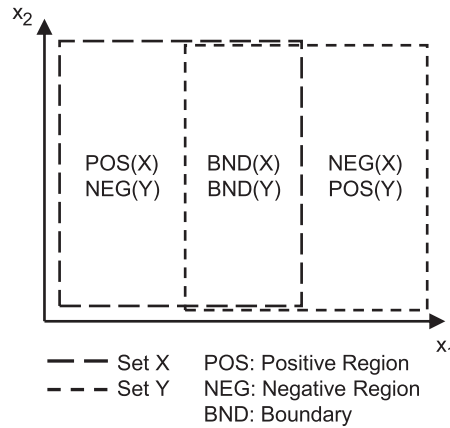 x2
POS(X) BND(X) NEG(X)
NEG(Y) BND(Y) POS(Y)
Set X POS: Positive Region
Set Y NEG: Negative Region
BND: Boundary